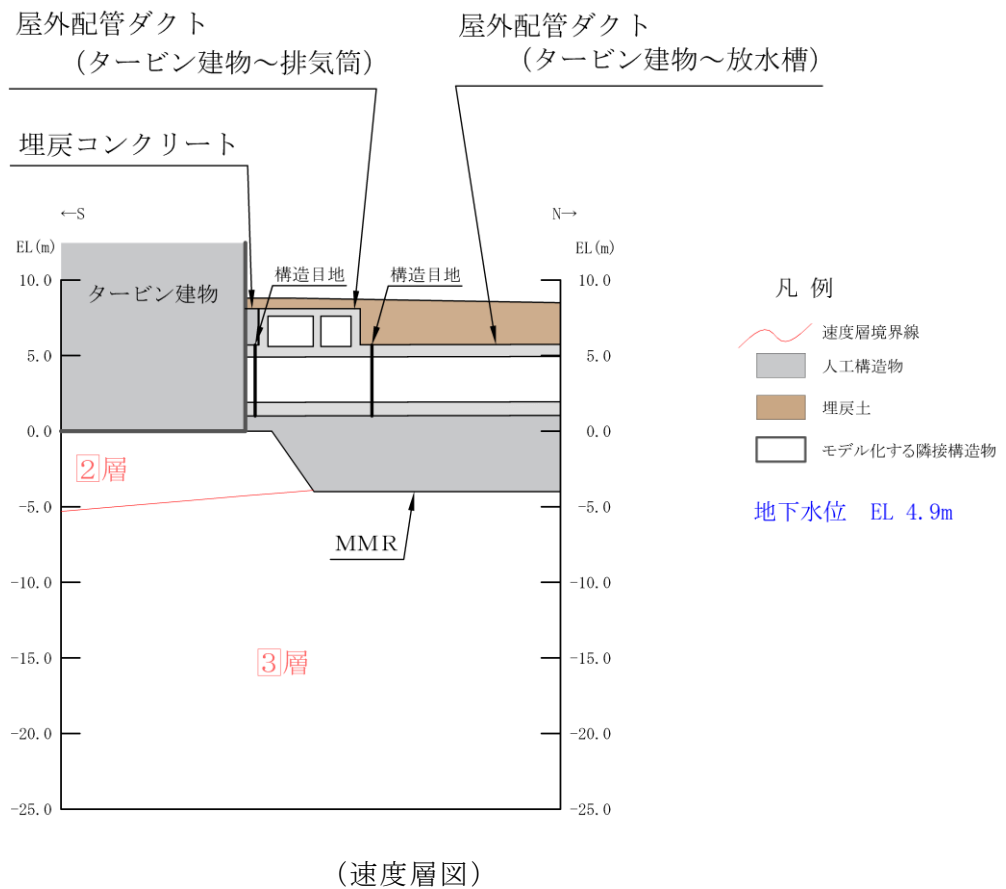 屋外配管ダクト
(タービン建物～排気筒)
屋外配管ダクト
(タービン建物～放水槽)
埋戻コンクリート
←S
N→
EL(m)
EL(m)
10.0
5.0
0.0
-5.0
-10.0
-15.0
-20.0
-25.0
タービン建物
構造目地
構造目地
2層
MMR
3層
10.0
5.0
0.0
-5.0
-10.0
-15.0
-20.0
-25.0
凡 例
速度層境界線
人工構造物
埋戻土
モデル化する隣接構造物
地下水位 EL 4.9m
(速度層図)